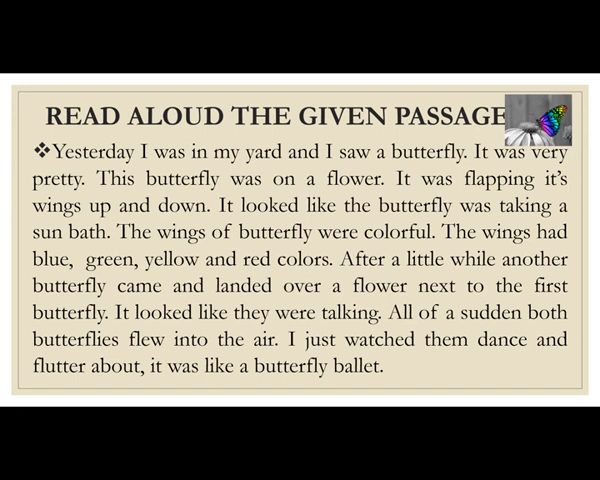 READ ALOUD THE GIVEN PASSAGE
❖Yesterday I was in my yard and I saw a butterfly. It was very
pretty. This butterfly was on a flower. It was flapping it’s
wings up and down. It looked like the butterfly was taking a
sun bath. The wings of butterfly were colorful. The wings had
blue, green, yellow and red colors. After a little while another
butterfly came and landed over a flower next to the first
butterfly. It looked like they were talking. All of a sudden both
butterflies flew into the air. I just watched them dance and
flutter about, it was like a butterfly ballet.